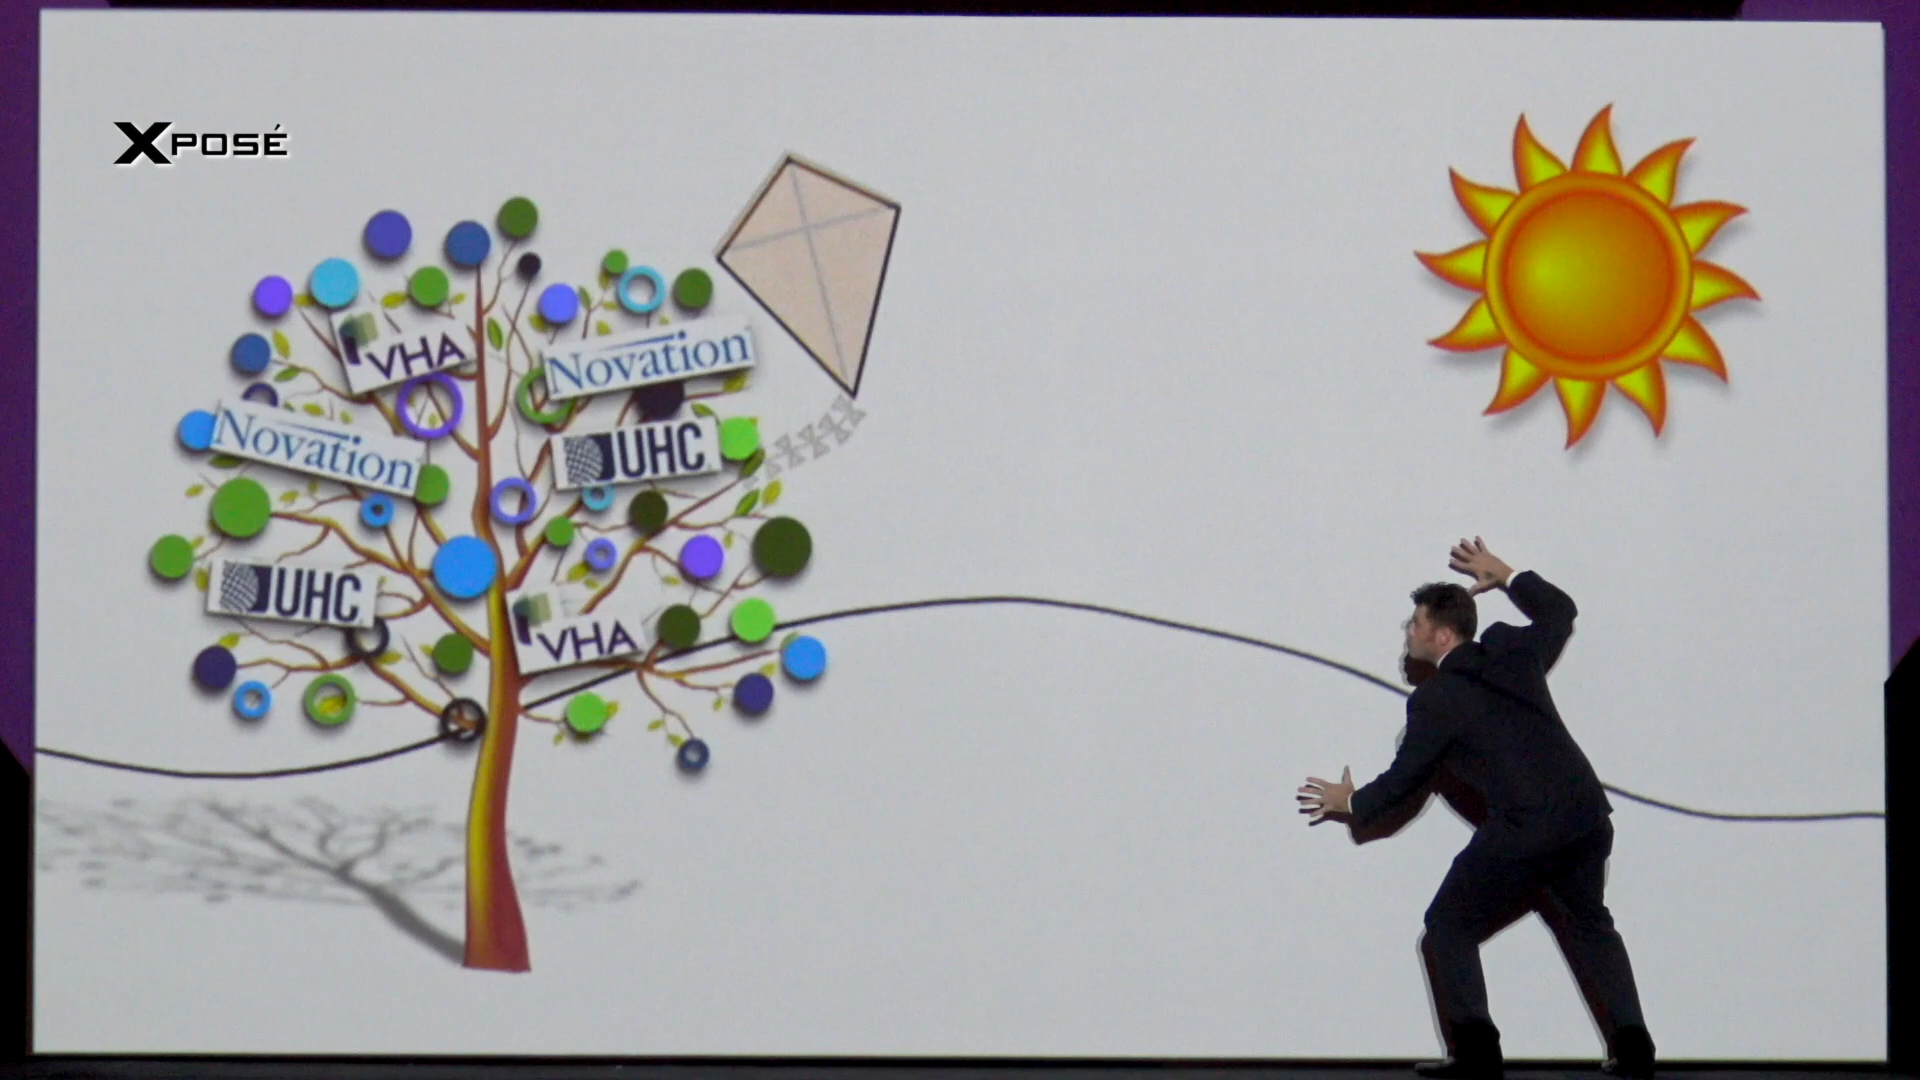 XPOSÉ
VHA
Novation
Novation
UHC
UHC
VHA